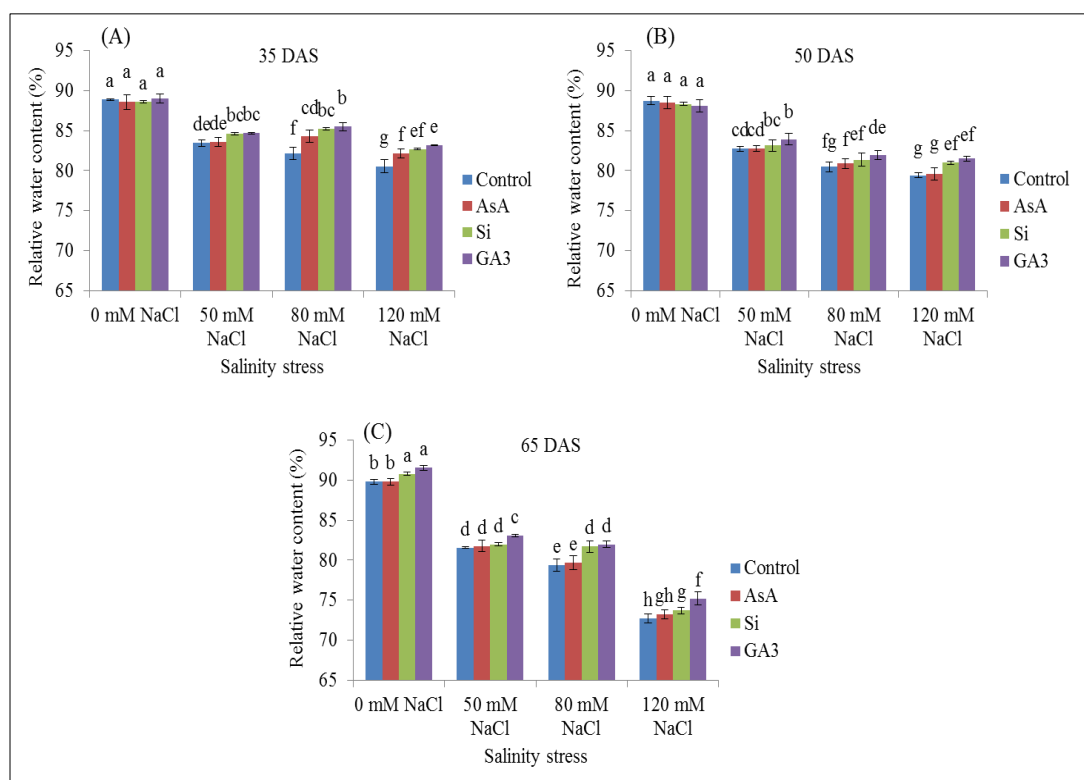 (A)
35 DAS
Relative water content (%)
95
90
85
80
75
70
65
a a a a
de de bc bc
f cd bc b
g f ef e
0 mM NaCl 50 mM NaCl 80 mM NaCl 120 mM NaCl
Salinity stress
Control
AsA
Si
GA3
(B)
50 DAS
Relative water content (%)
95
90
85
80
75
70
65
a a a a
cd cd bc b
fg f ef de
g g ef ef
0 mM NaCl 50 mM NaCl 80 mM NaCl 120 mM NaCl
Salinity stress
Control
AsA
Si
GA3
(C)
65 DAS
Relative water content (%)
95
90
85
80
75
70
65
b b a a
d d d c
e e d d
h gh g f
0 mM NaCl 50 mM NaCl 80 mM NaCl 120 mM NaCl
Salinity stress
Control
AsA
Si
GA3